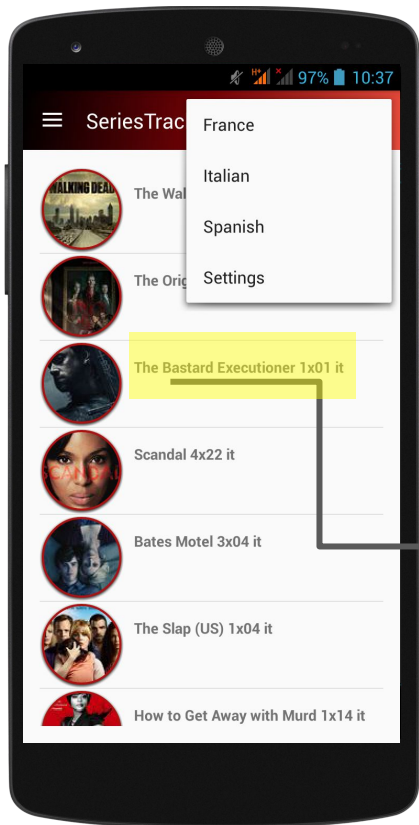 H+ 97% 10:37
SeriesTrac
France
Italian
Spanish
Settings
WALKING DEAD
The Wal
The Orig
The Bastard Executioner 1x01 it
Scandal 4x22 it
SCANDAL
Bates Motel 3x04 it
The Slap (US) 1x04 it
How to Get Away with Murd 1x14 it